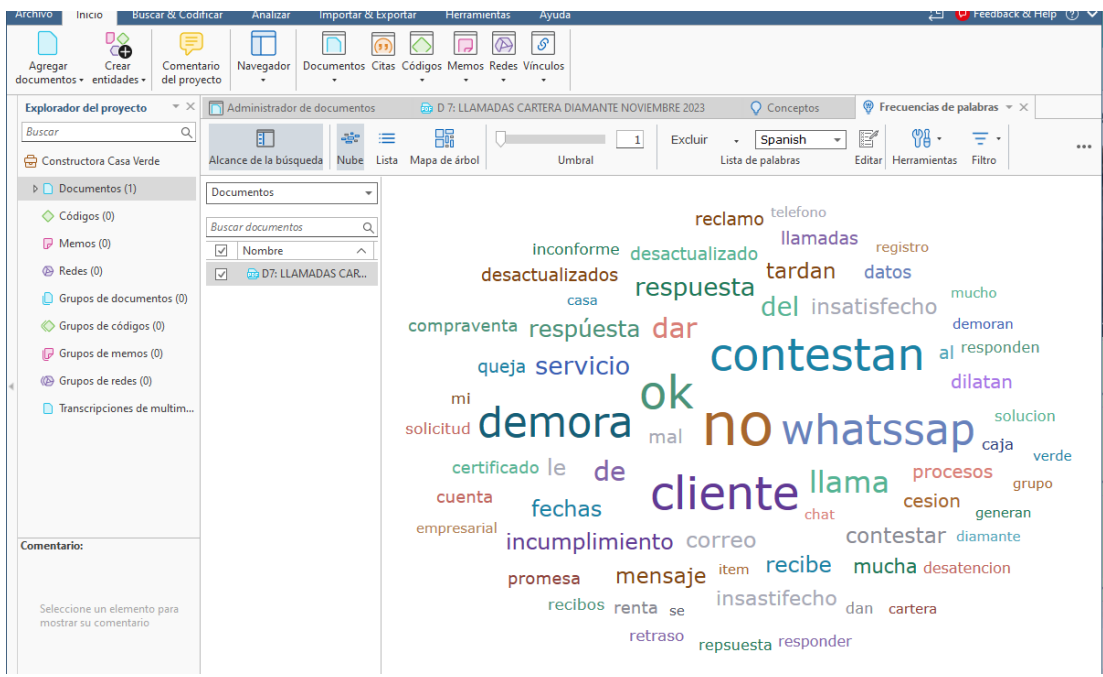 Archivo Inicio Buscar & Codificar Analizar Importar & Exportar Herramientas Ayuda Feedback & Help
Agregar documentos Crear entidades Comentario del proyecto Navegador Documentos Citas Códigos Memos Redes Vínculos
Explorador del proyecto
Administrador de documentos D 7: LLAMADAS CARTERA DIAMANTE NOVIEMBRE 2023 Conceptos Frecuencias de palabras
Buscar
Constructora Casa Verde
Documentos (1)
Códigos (0)
Memos (0)
Redes (0)
Grupos de documentos (0)
Grupos de códigos (0)
Grupos de memos (0)
Grupos de redes (0)
Transcripciones de multim...
Comentario:
Seleccione un elemento para
mostrar su comentario
Alcance de la búsqueda Nube Lista Mapa de árbol Umbral 1 Excluir Spanish Lista de palabras Editar Herramientas Filtro
Documentos
Buscar documentos
Nombre
D7: LLAMADAS CAR...
reclamo telefono
inconforme desactualizado llamadas registro
desactualizados respuesta tardan datos
casa del insatisfecho mucho
compraventa respúesta dar demoran
queja servicio contestan al responden
mi ok dilatan
solicitud demora mal no whatssap solucion
caja verde
certificado le de cliente llama procesos grupo
cuenta fechas chat cesion generan
empresarial incumplimiento correo contestar diamante
promesa mensaje item recibe mucha desatencion
recibos renta se insastifecho dan cartera
retraso repsuesta responder